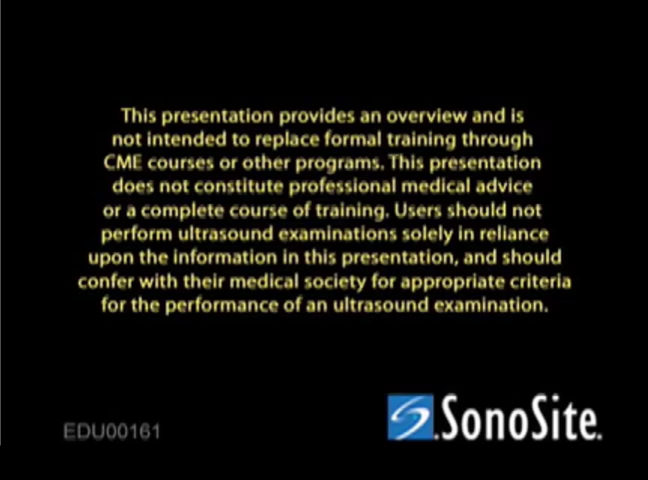 This presentation provides an overview and is
not intended to replace formal training through
CME courses or other programs. This presentation
does not constitute professional medical advice
or a complete course of training. Users should not
perform ultrasound examinations solely in reliance
upon the information in this presentation, and should
confer with their medical society for appropriate criteria
for the performance of an ultrasound examination.
EDU00161
SonoSite.